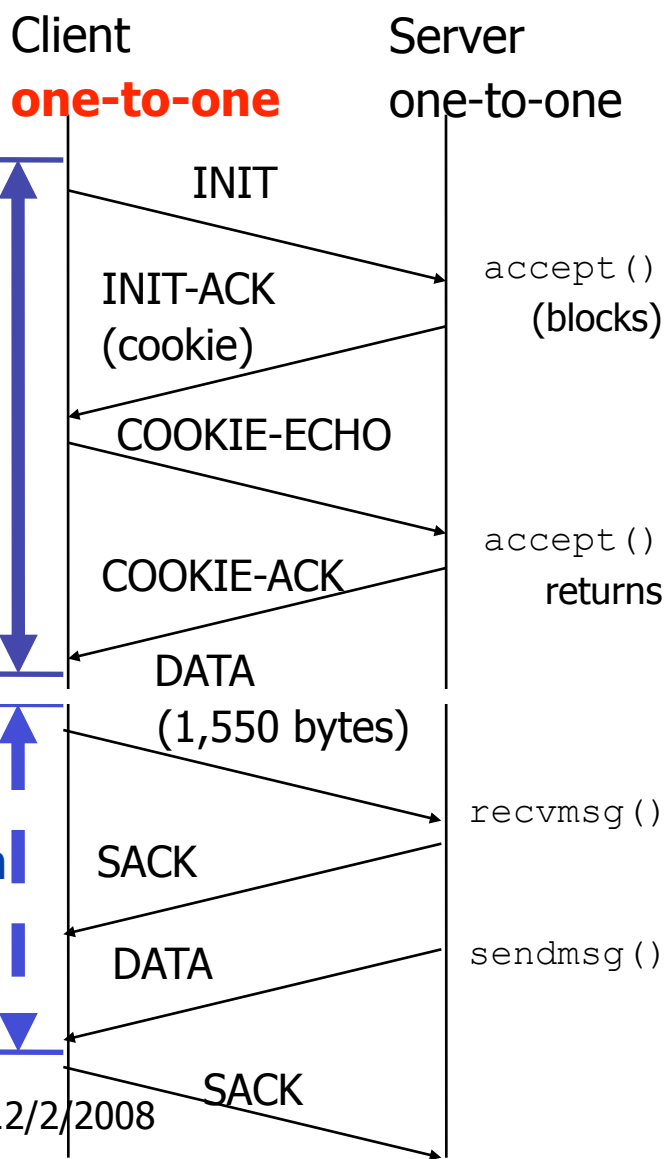 Client
Server
one-to-one
one-to-one
INIT
accept()
(blocks)
INIT-ACK
(cookie)
COOKIE-ECHO
accept()
returns
COOKIE-ACK
DATA
(1,550 bytes)
recvmsg()
SACK
DATA
sendmsg()
SACK
2/2/2008